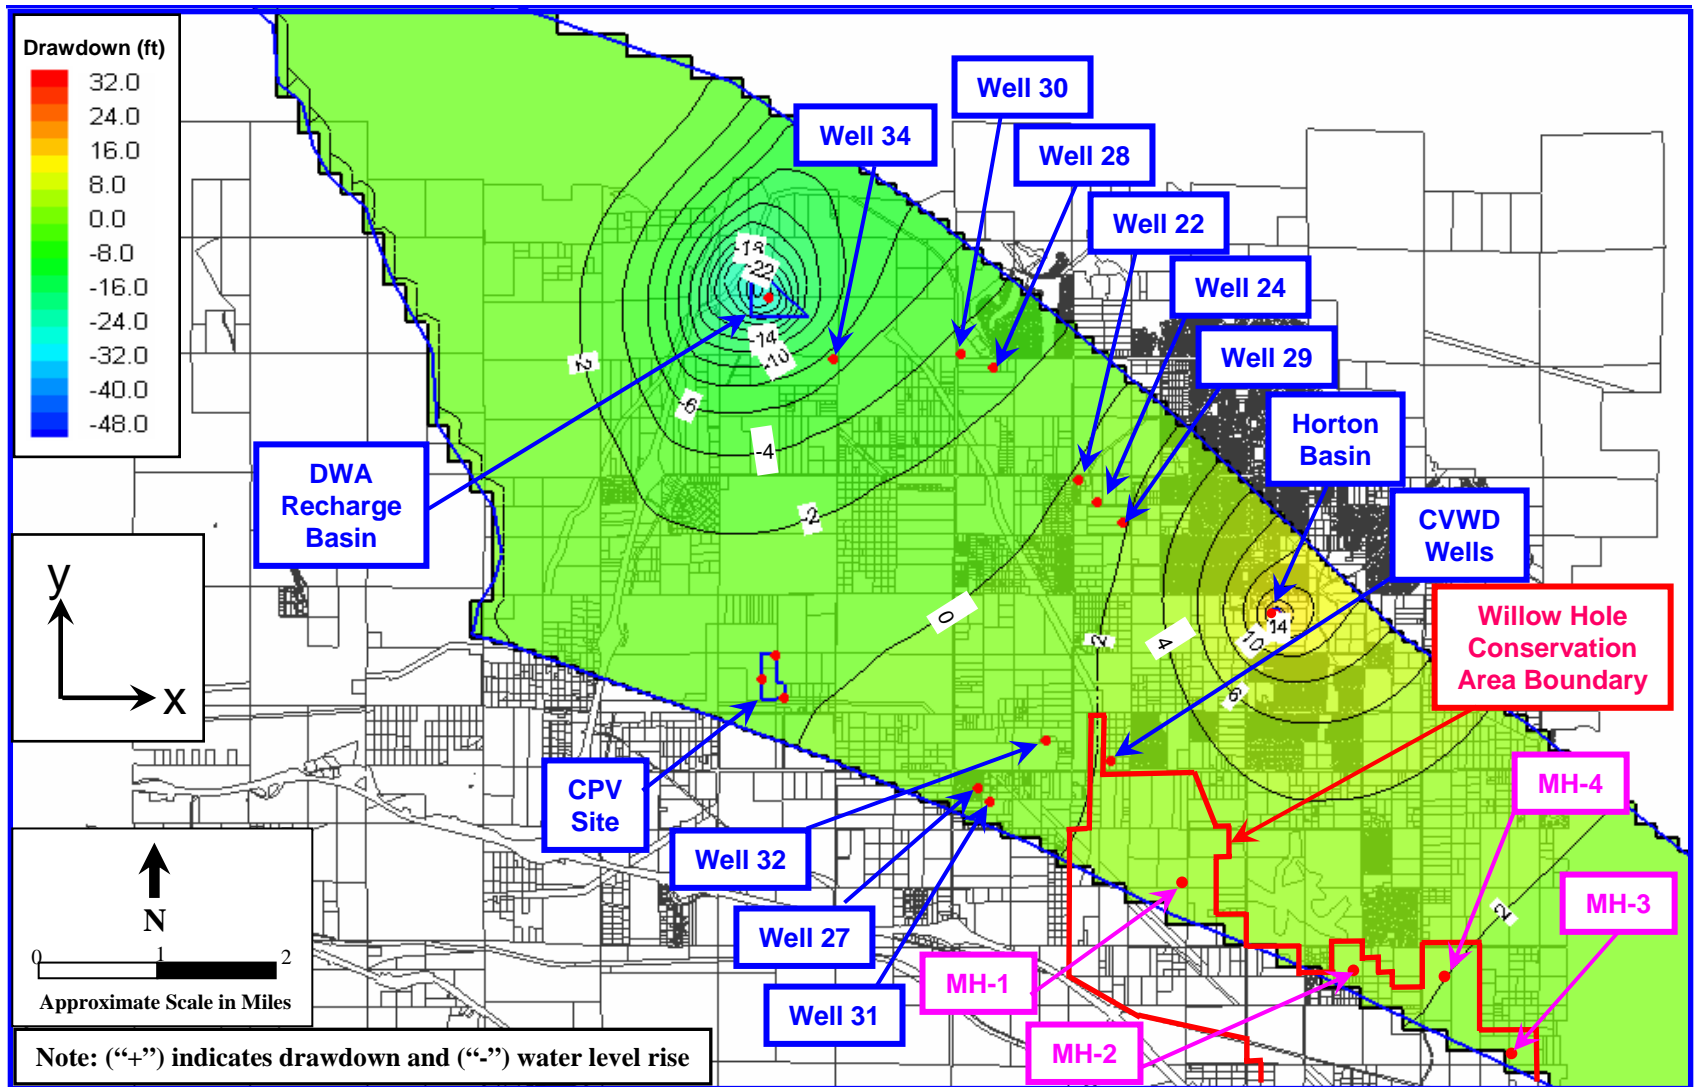 Drawdown (ft)
32.0
24.0
16.0
8.0
0.0
-8.0
-16.0
-24.0
-32.0
-40.0
-48.0
Well 30
Well 34
Well 28
Well 22
Well 24
Well 29
Horton
Basin
CVWD
Wells
Willow Hole
Conservation
Area Boundary
DWA
Recharge
Basin
-18
-22
-14
-10
-6
-4
-2
-2
0
2
4
6
10
14
2
y
x
CPV
Site
Well 32
Well 27
Well 31
MH-4
MH-3
MH-1
MH-2
N
0 1 2
Approximate Scale in Miles
Note: (“+”) indicates drawdown and (“-”) water level rise